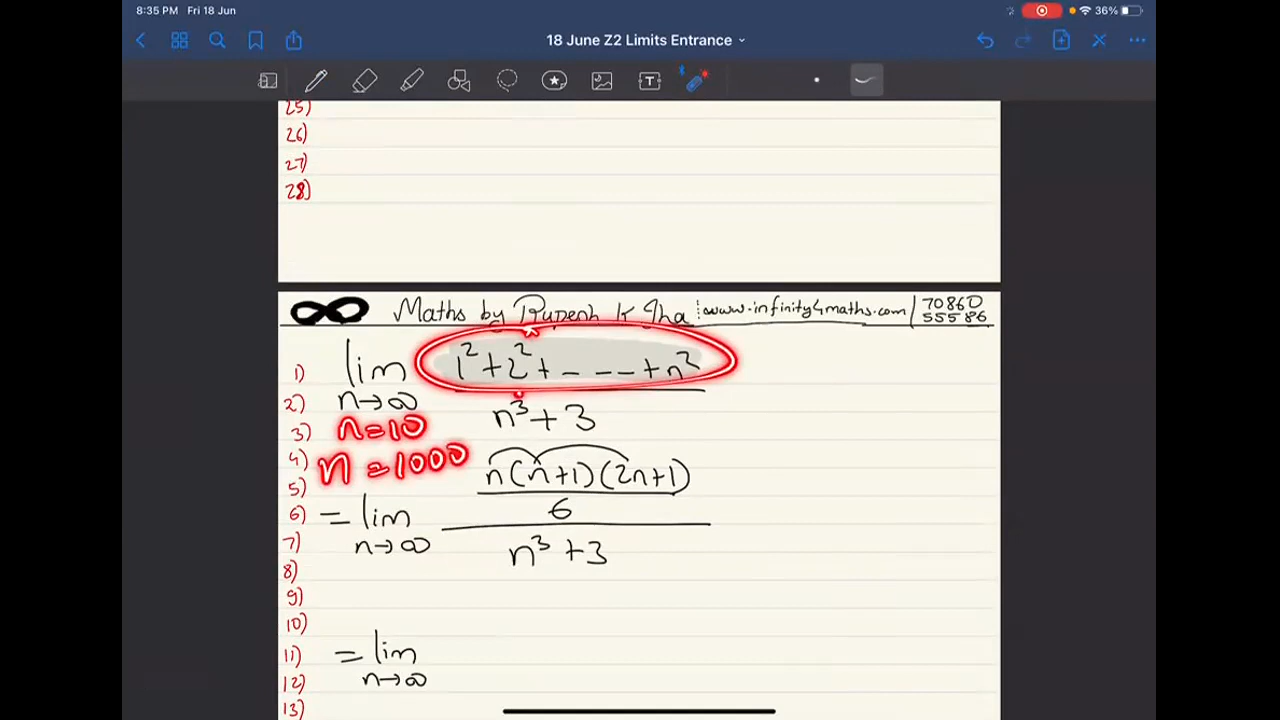 8:35 PM Fri 18 Jun 36%
18 June Z2 Limits Entrance
25)
26)
27)
28)
∞ Maths by Rupesh K Jha www.infinity4maths.com / 70860 55586
1) lim n→∞ 1²+2²+_ _ _ _+n²
2) n³+3
3) n=10
4) n=1000
5) n(n+1)(2n+1)
6) = lim n→∞ 6
7) n³+3
8)
9)
10)
11) = lim
12) n→∞
13)